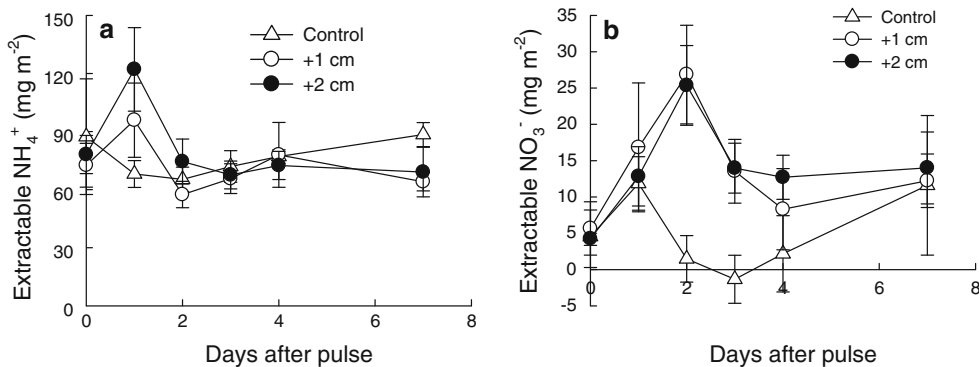 a
Control
+1 cm
+2 cm
Extractable NH₄⁺ (mg m⁻²)
150
120
90
60
30
0
0 2 4 6 8
Days after pulse
b
Control
+1 cm
+2 cm
Extractable NO₃⁻ (mg m⁻²)
35
30
25
20
15
10
5
0
-5
0 2 4 6 8
Days after pulse